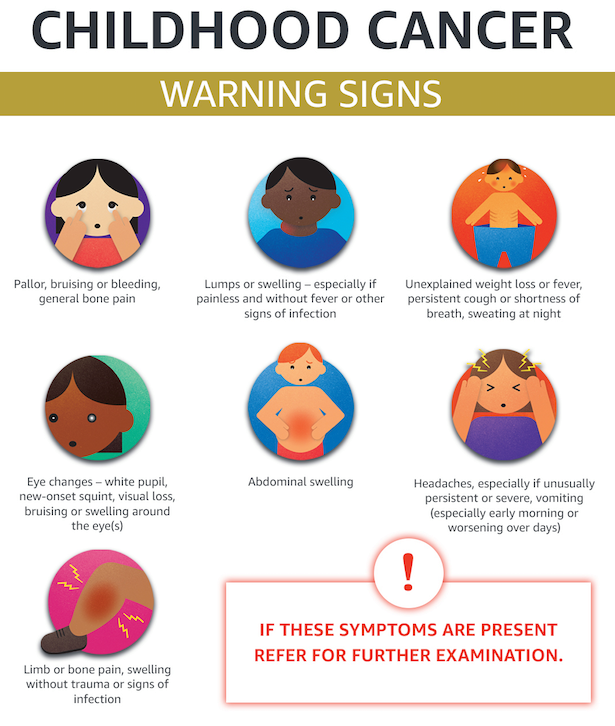 CHILDHOOD CANCER
WARNING SIGNS
Pallor, bruising or bleeding,
general bone pain
Lumps or swelling – especially if
painless and without fever or other
signs of infection
Unexplained weight loss or fever,
persistent cough or shortness of
breath, sweating at night
Eye changes – white pupil,
new-onset squint, visual loss,
bruising or swelling around
the eye(s)
Abdominal swelling
Headaches, especially if unusually
persistent or severe, vomiting
(especially early morning or
worsening over days)
Limb or bone pain, swelling
without trauma or signs of
infection
!
IF THESE SYMPTOMS ARE PRESENT
REFER FOR FURTHER EXAMINATION.